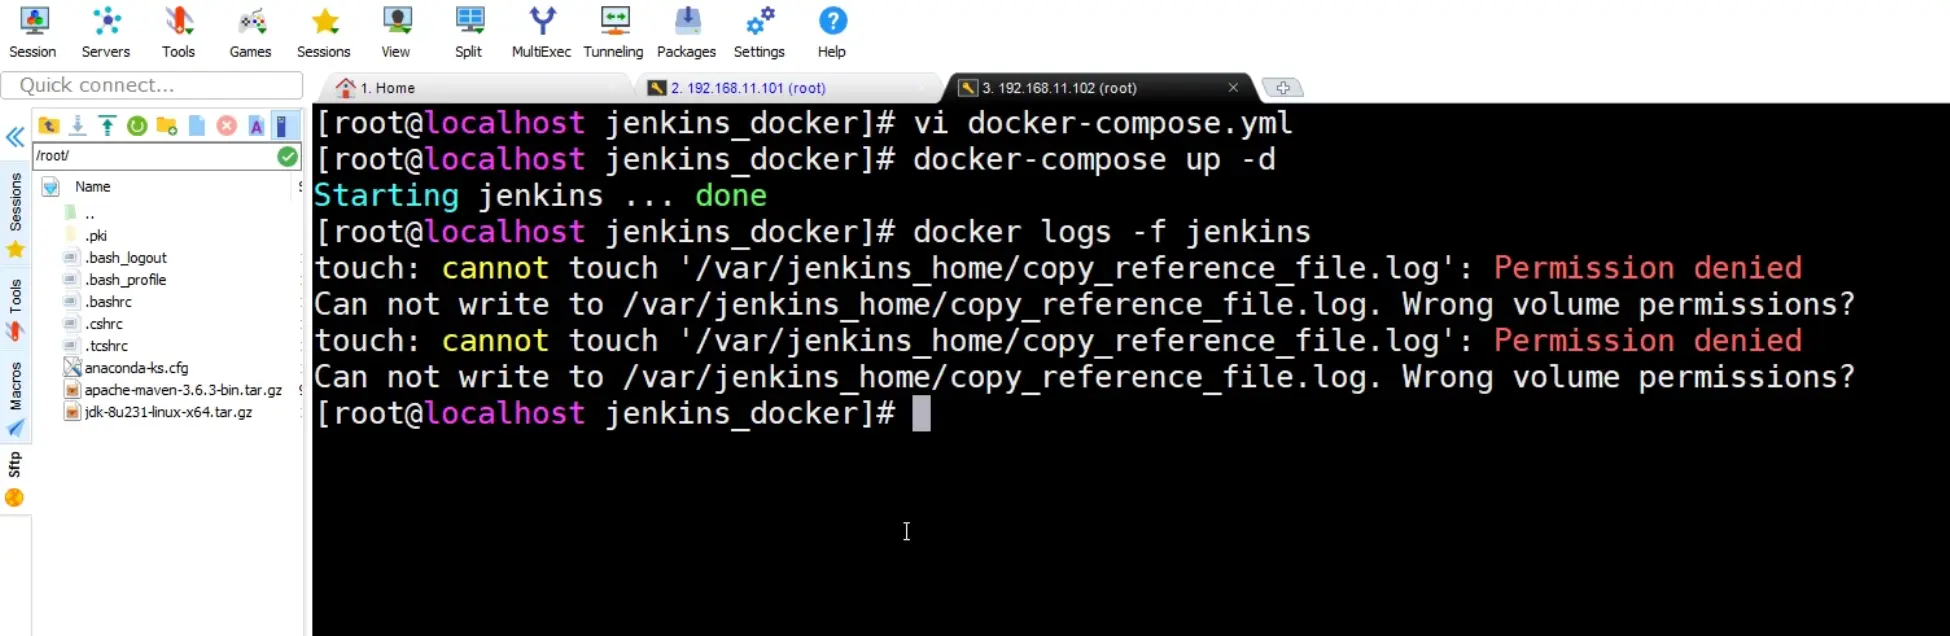 Session Servers Tools Games Sessions View Split MultiExec Tunneling Packages Settings Help
Quick connect...
1. Home
2. 192.168.11.101 (root)
3. 192.168.11.102 (root)
/root/
Name
..
.pki
.bash_logout
.bash_profile
.bashrc
.cshrc
.tcshrc
anaconda-ks.cfg
apache-maven-3.6.3-bin.tar.gz
jdk-8u231-linux-x64.tar.gz
Sessions
Tools
Macros
Sftp
[root@localhost jenkins_docker]# vi docker-compose.yml
[root@localhost jenkins_docker]# docker-compose up -d
Starting jenkins ... done
[root@localhost jenkins_docker]# docker logs -f jenkins
touch: cannot touch '/var/jenkins_home/copy_reference_file.log': Permission denied
Can not write to /var/jenkins_home/copy_reference_file.log. Wrong volume permissions?
touch: cannot touch '/var/jenkins_home/copy_reference_file.log': Permission denied
Can not write to /var/jenkins_home/copy_reference_file.log. Wrong volume permissions?
[root@localhost jenkins_docker]#